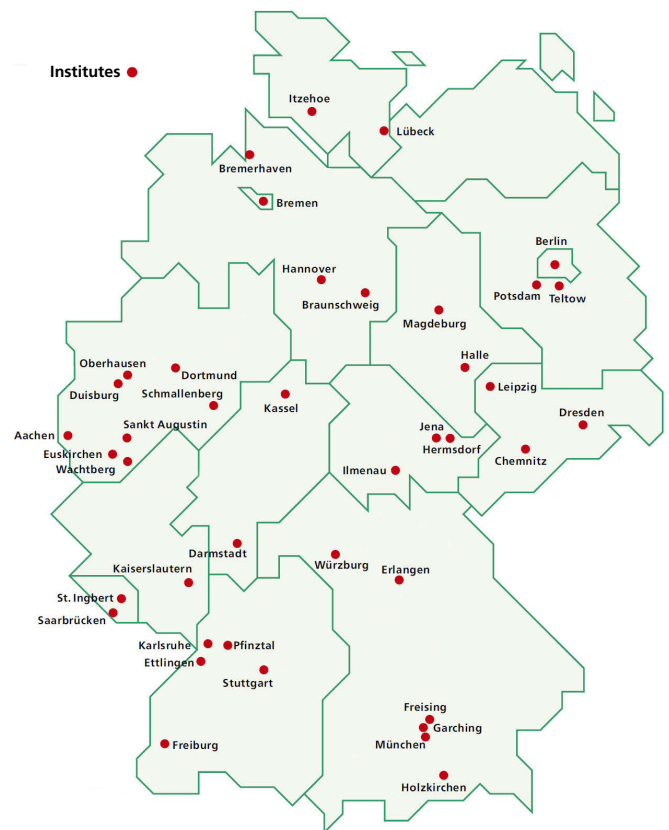 Institutes
Itzehoe
Lübeck
Bremerhaven
Bremen
Berlin
Hannover
Potsdam
Teltow
Braunschweig
Magdeburg
Oberhausen
Dortmund
Halle
Duisburg
Leipzig
Schmallenberg
Kassel
Dresden
Sankt Augustin
Aachen
Jena
Euskirchen
Hermsdorf
Chemnitz
Wachtberg
Ilmenau
Darmstadt
Würzburg
Kaiserslautern
Erlangen
St. Ingbert
Saarbrücken
Karlsruhe
Pfinztal
Ettlingen
Stuttgart
Freising
Garching
Freiburg
München
Holzkirchen